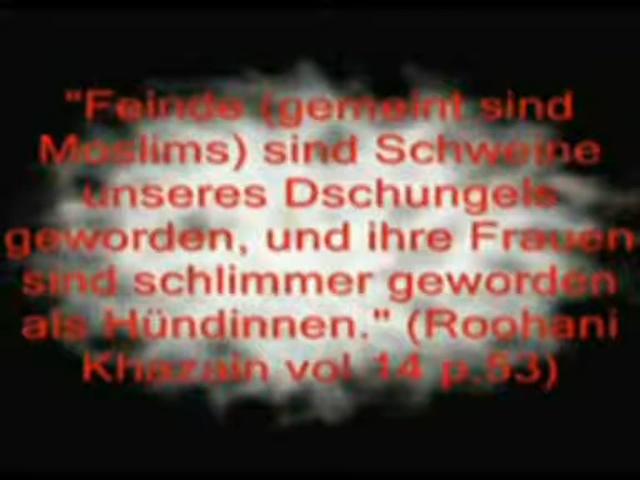 "Feinde (gemeint sind
Moslims) sind Schweine
unseres Dschungels
geworden, und ihre Frauen
sind schlimmer geworden
als Hündinnen." (Roohani
Khazain vol 14 p.53)